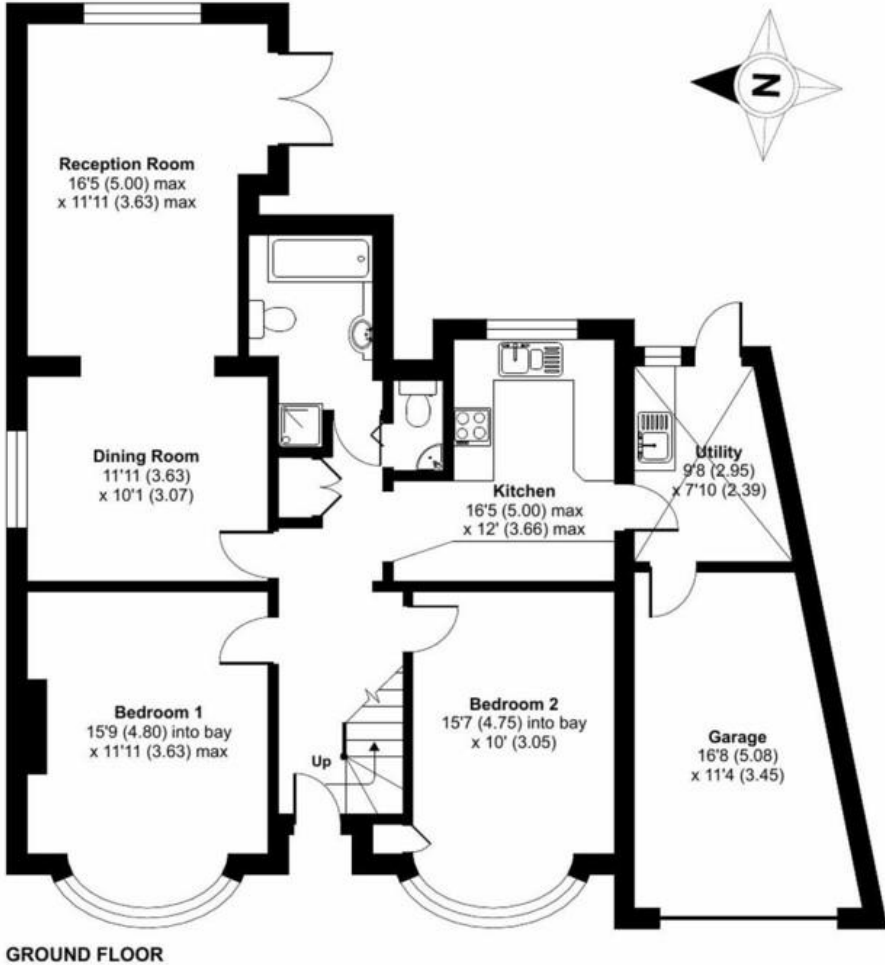 N
Reception Room
16'5 (5.00) max
x 11'11 (3.63) max
Dining Room
11'11 (3.63)
x 10'1 (3.07)
Kitchen
16'5 (5.00) max
x 12' (3.66) max
Utility
9'8 (2.95)
x 7'10 (2.39)
Bedroom 1
15'9 (4.80) into bay
x 11'11 (3.63) max
Up
Bedroom 2
15'7 (4.75) into bay
x 10' (3.05)
Garage
16'8 (5.08)
x 11'4 (3.45)
GROUND FLOOR